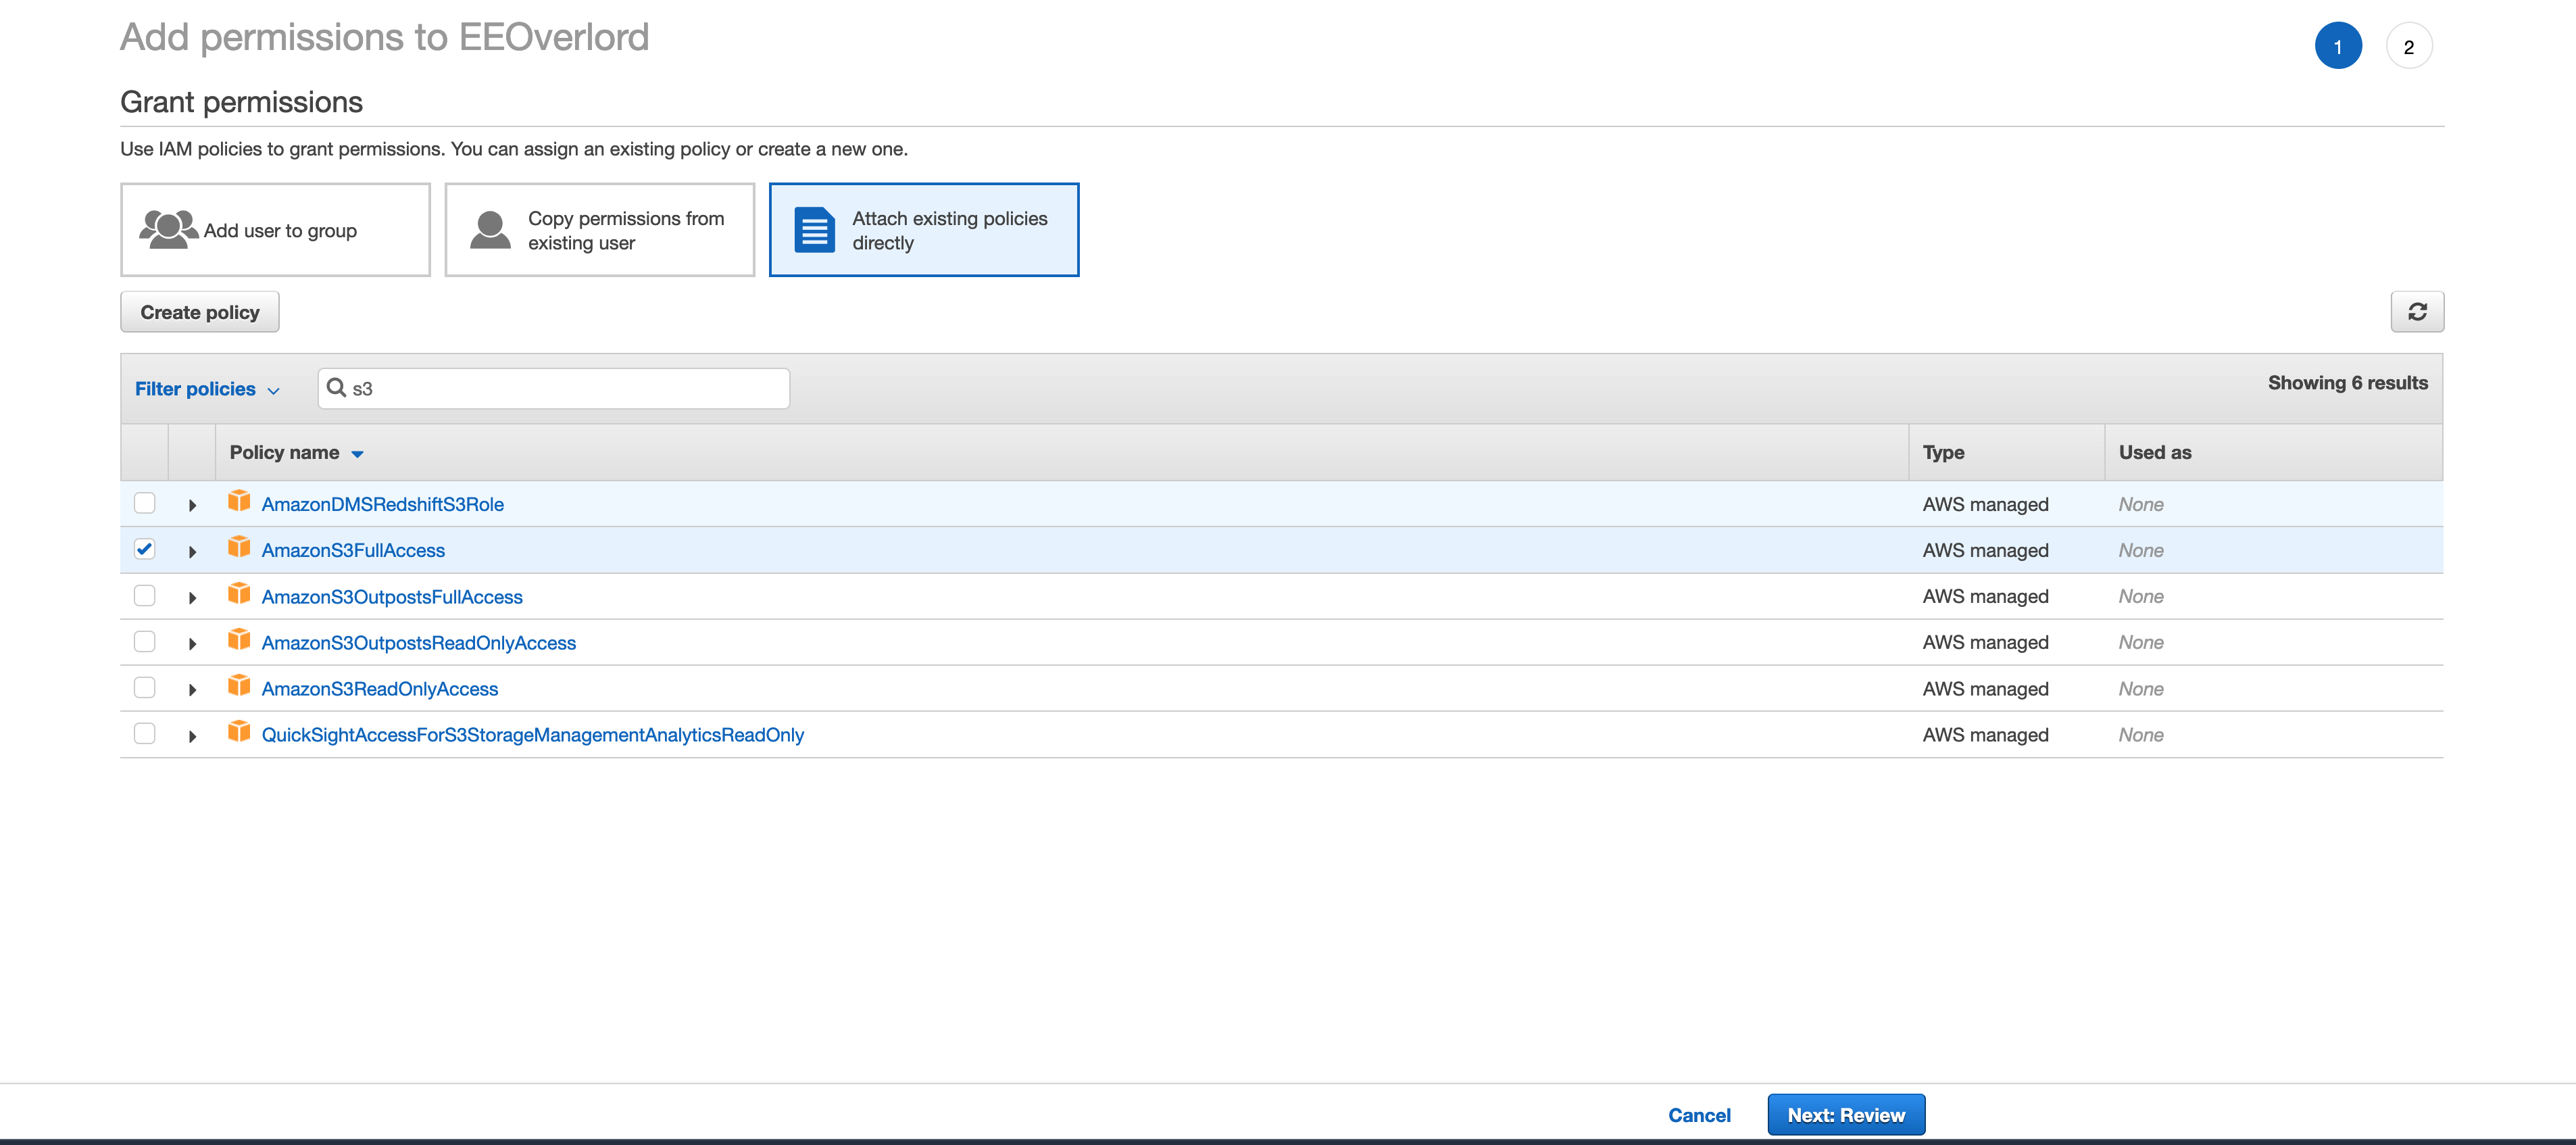 Add permissions to EEOverlord
1
2
Grant permissions
Use IAM policies to grant permissions. You can assign an existing policy or create a new one.
Add user to group
Copy permissions from
existing user
Attach existing policies
directly
Create policy
Filter policies
s3
Showing 6 results
Policy name
Type
Used as
AmazonDMSRedshiftS3Role AWS managed None
AmazonS3FullAccess AWS managed None
AmazonS3OutpostsFullAccess AWS managed None
AmazonS3OutpostsReadOnlyAccess AWS managed None
AmazonS3ReadOnlyAccess AWS managed None
QuickSightAccessForS3StorageManagementAnalyticsReadOnly AWS managed None
Cancel
Next: Review